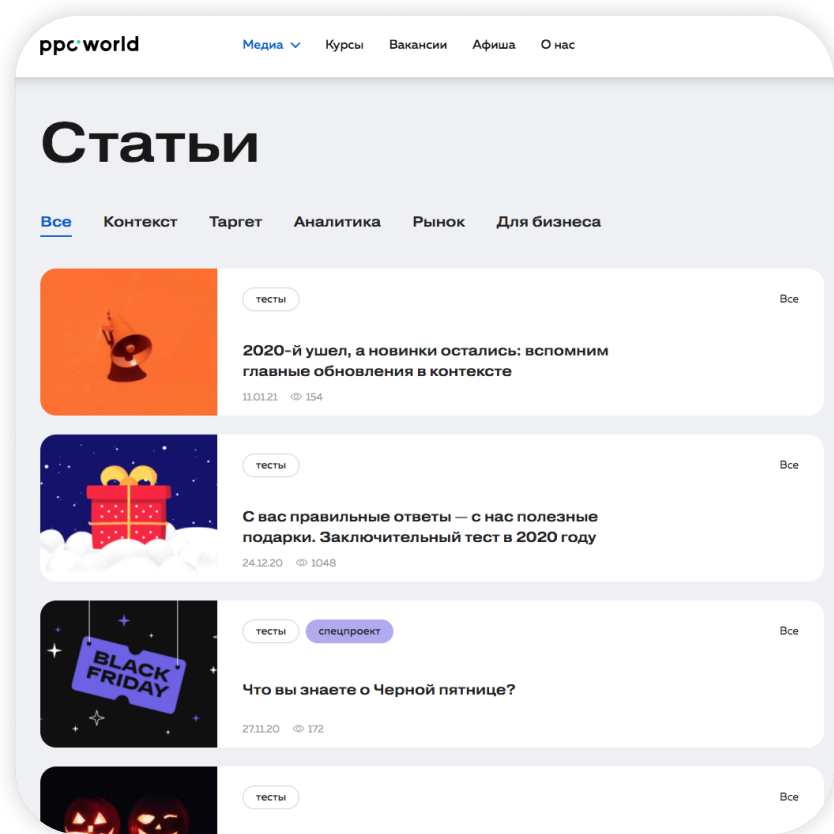 ppc world
Медиа Курсы Вакансии Афиша О нас
Статьи
Все Контекст Таргет Аналитика Рынок Для бизнеса
тесты Все
2020-й ушел, а новинки остались: вспомним
главные обновления в контексте
11.01.21 154
тесты Все
С вас правильные ответы — с нас полезные
подарки. Заключительный тест в 2020 году
24.12.20 1048
BLACK
FRIDAY
тесты спецпроект Все
Что вы знаете о Черной пятнице?
27.11.20 172
тесты Все